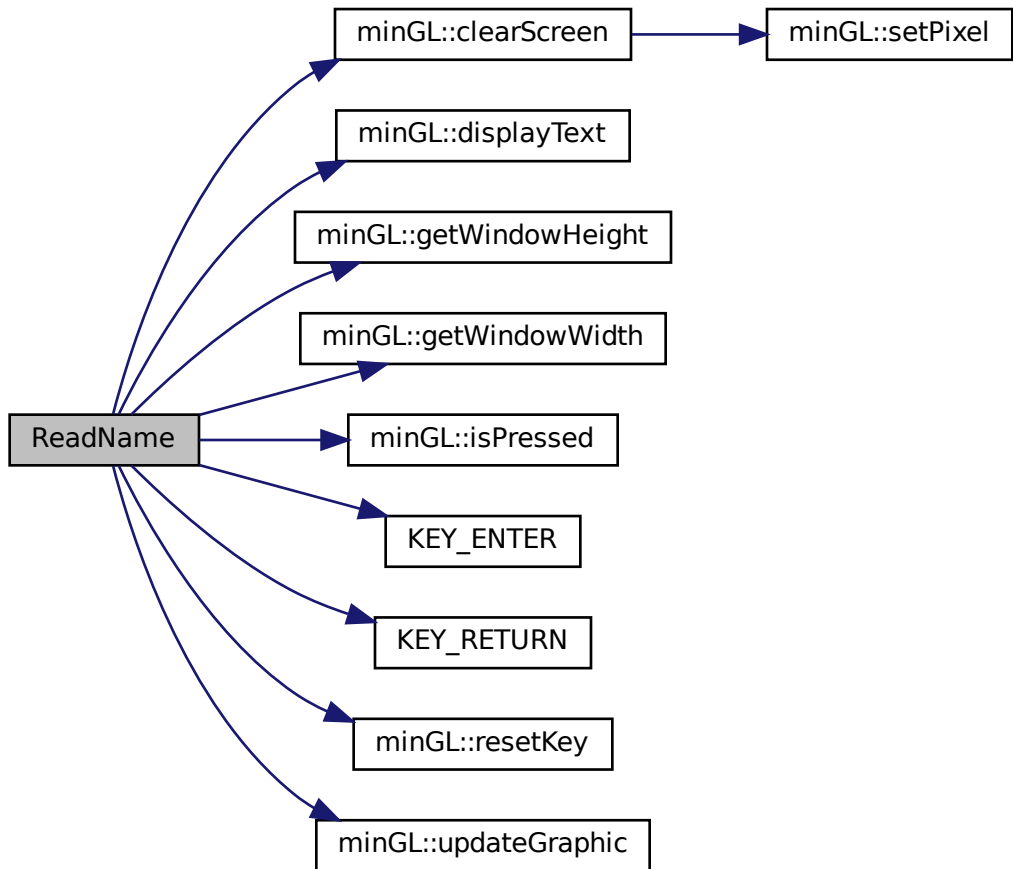 minGL::clearScreen
minGL::setPixel
minGL::displayText
minGL::getWindowHeight
minGL::getWindowWidth
ReadName
minGL::isPressed
KEY_ENTER
KEY_RETURN
minGL::resetKey
minGL::updateGraphic